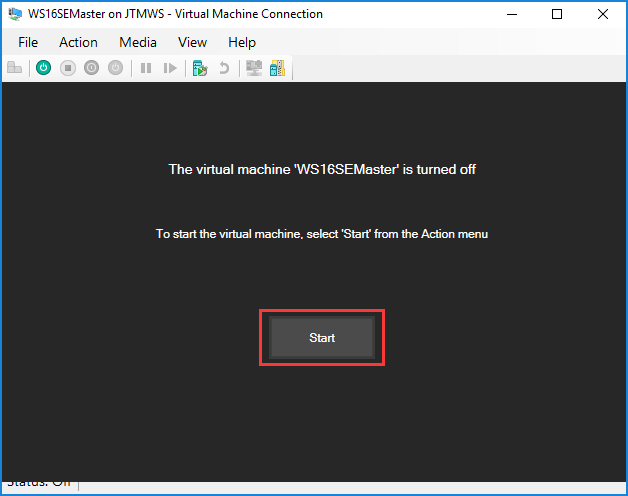 WS16SEMaster on JTMWS - Virtual Machine Connection
File Action Media View Help
The virtual machine 'WS16SEMaster' is turned off
To start the virtual machine, select 'Start' from the Action menu
Start
Status: Off